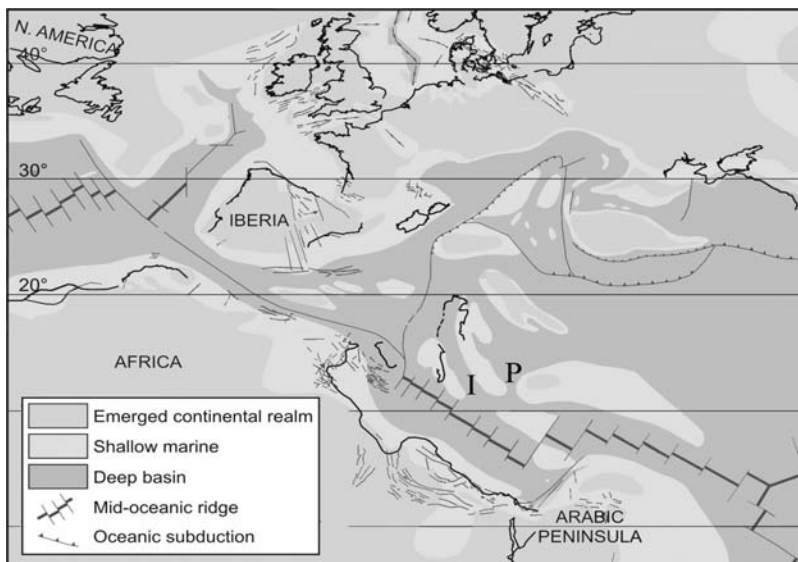 N. AMERICA
40°
30°
IBERIA
20°
AFRICA
I P
Emerged continental realm
Shallow marine
Deep basin
Mid-oceanic ridge
Oceanic subduction
ARABIC
PENINSULA